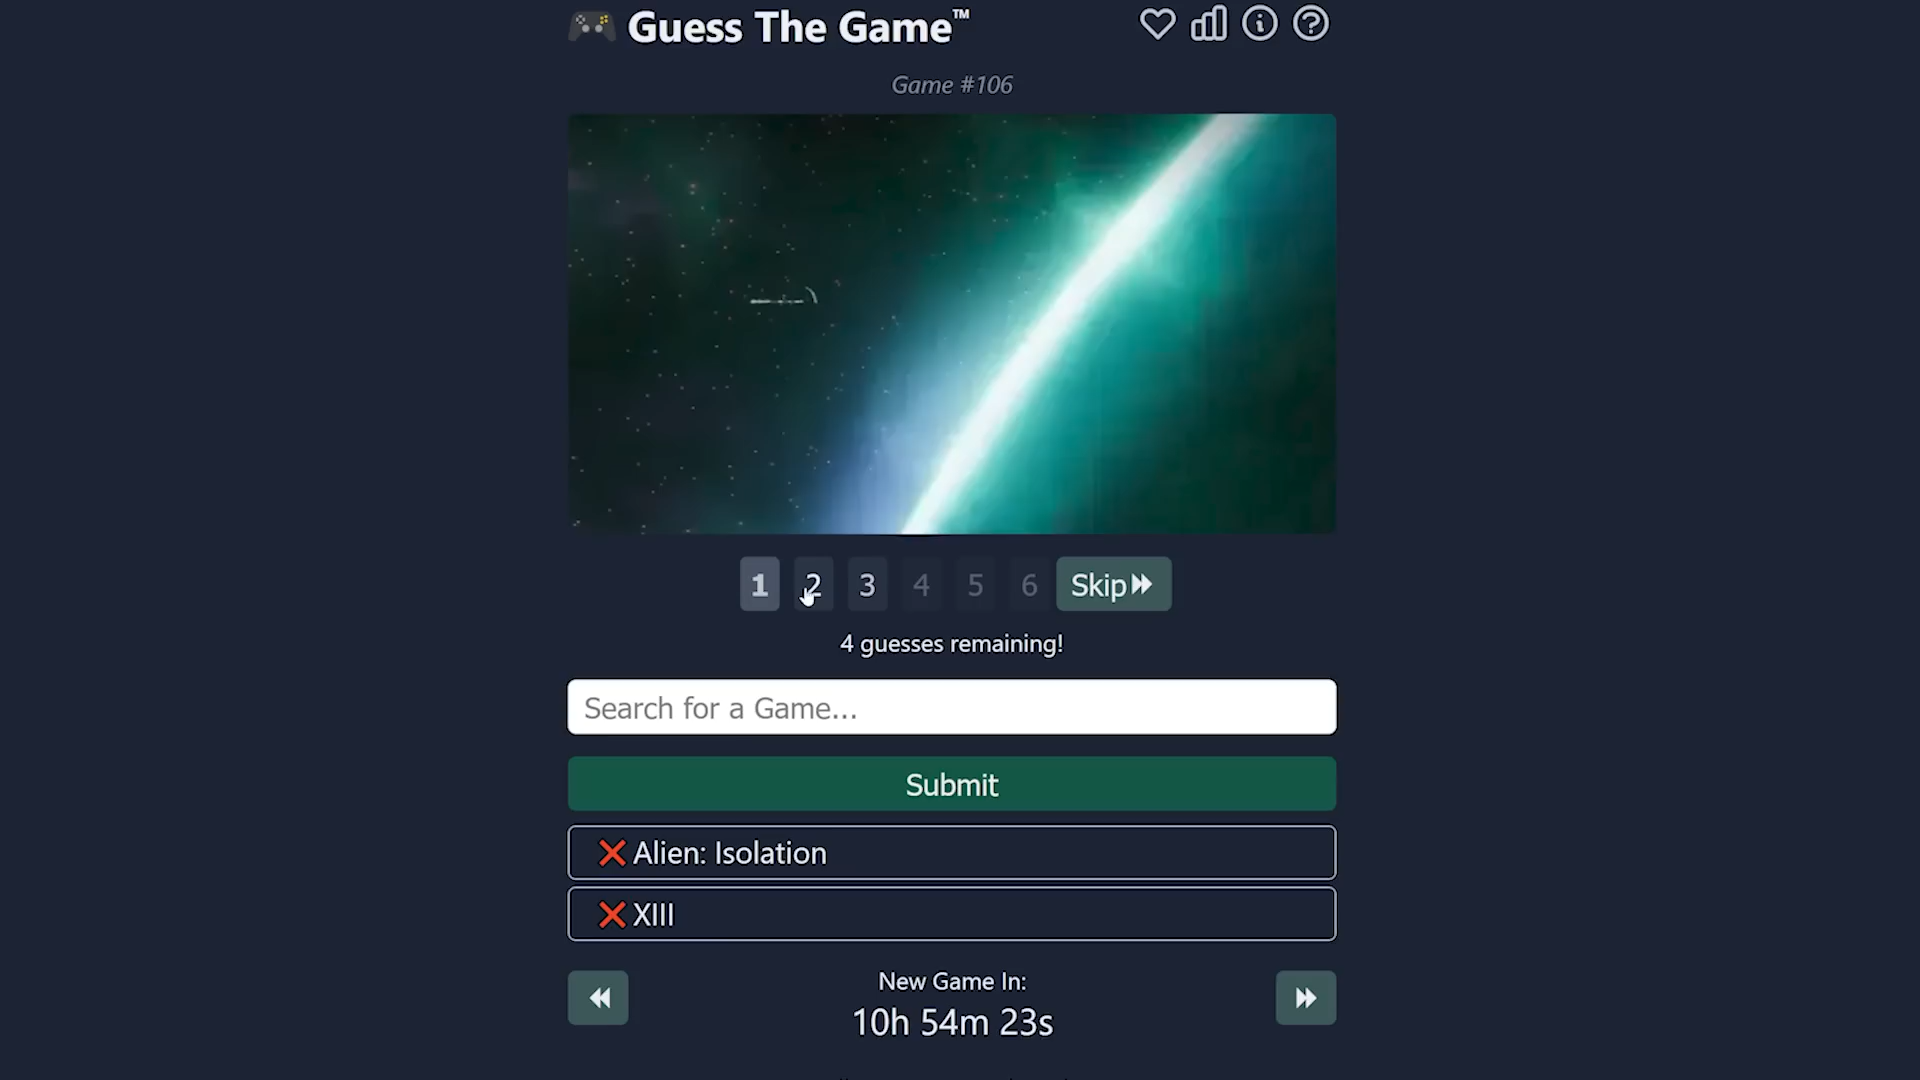 Guess The Game™
Game #106
1 2 3 4 5 6 Skip
4 guesses remaining!
Search for a Game...
Submit
❌ Alien: Isolation
❌ XIII
New Game In:
10h 54m 23s